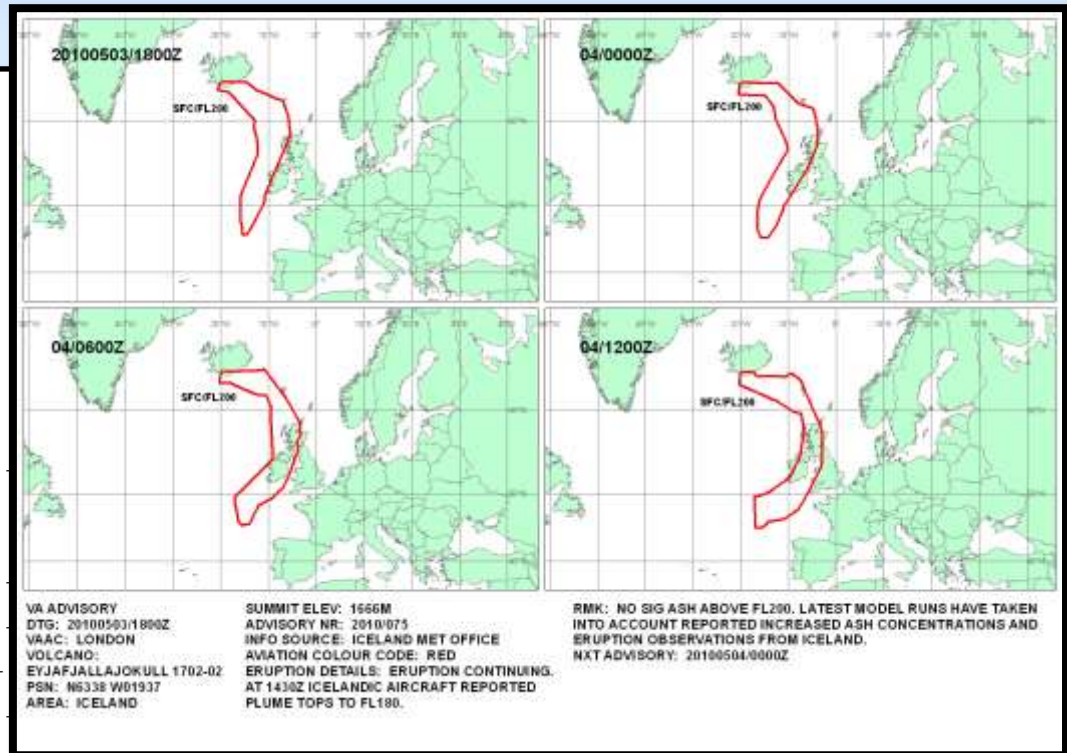 20100503/1800Z
SFC/FL200
04/0000Z
SFC/FL200
04/0600Z
SFC/FL200
04/1200Z
SFC/FL200
VA ADVISORY
DTG: 20100503/1800Z
VAAC: LONDON
VOLCANO:
EYJAFJALLAJOKULL 1702-02
PSN: N6338 W01937
AREA: ICELAND
SUMMIT ELEV: 1666M
ADVISORY NR: 2010/075
INFO SOURCE: ICELAND MET OFFICE
AVIATION COLOUR CODE: RED
ERUPTION DETAILS: ERUPTION CONTINUING.
AT 1430Z ICELANDIC AIRCRAFT REPORTED
PLUME TOPS TO FL180.
RMK: NO SIG ASH ABOVE FL200. LATEST MODEL RUNS HAVE TAKEN
INTO ACCOUNT REPORTED INCREASED ASH CONCENTRATIONS AND
ERUPTION OBSERVATIONS FROM ICELAND.
NXT ADVISORY: 20100504/0000Z